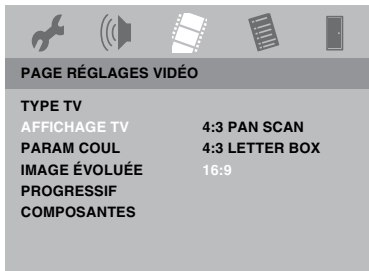 PAGE RÉGLAGES VIDÉO
TYPE TV
AFFICHAGE TV 4:3 PAN SCAN
PARAM COUL 4:3 LETTER BOX
IMAGE ÉVOLUÉE 16:9
PROGRESSIF
COMPOSANTES